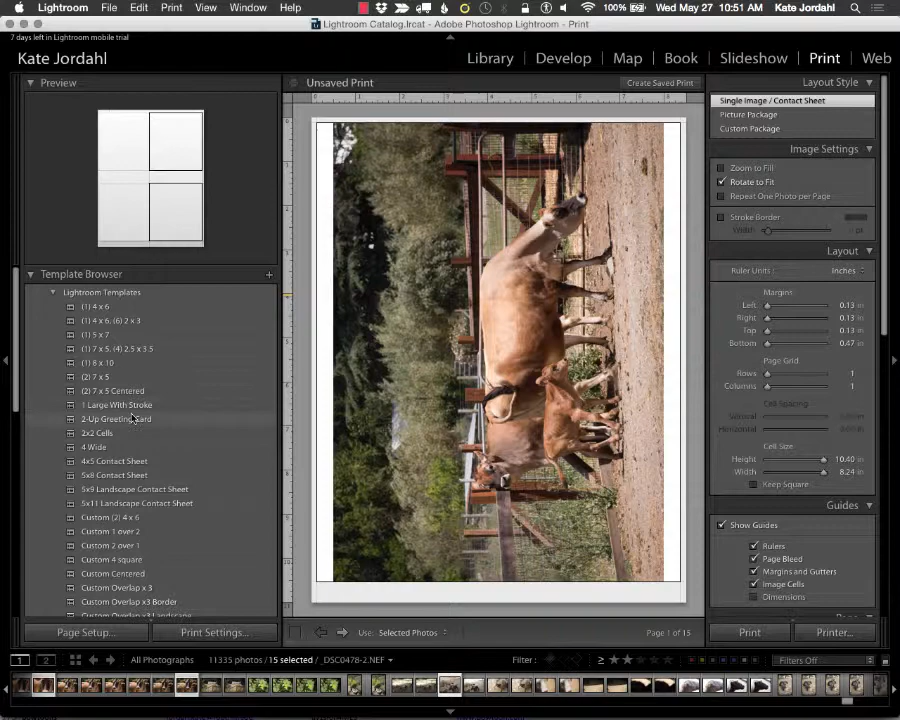 Lightroom File Edit Print View Window Help 100% Wed May 27 10:51 AM Kate Jordahl
Lightroom Catalog.lrcat - Adobe Photoshop Lightroom - Print
7 days left in Lightroom mobile trial
Kate Jordahl
Library Develop Map Book Slideshow Print Web
Preview
Unsaved Print
Create Saved Print
Layout Style
Single Image / Contact Sheet
Picture Package
Custom Package
Image Settings
Zoom to Fill
Rotate to Fit
Repeat One Photo per Page
Stroke Border
Width pt
Layout
Ruler Units: Inches
Margins
Left 0.13 in
Right 0.13 in
Top 0.13 in
Bottom 0.47 in
Page Grid
Rows 1
Columns 1
Cell Spacing
Vertical
Horizontal
Cell Size
Height 10.40 in
Width 8.24 in
Keep Square
Guides
Show Guides
Rulers
Page Bleed
Margins and Gutters
Image Cells
Dimensions
Template Browser +
Lightroom Templates
(1) 4 x 6
(1) 4 x 6, (6) 2 x 3
(1) 5 x 7
(1) 7 x 5, (4) 2.5 x 3.5
(1) 8 x 10
(2) 7 x 5
(2) 7 x 5 Centered
1 Large With Stroke
2-Up Greeting Card
2x2 Cells
4 Wide
4x5 Contact Sheet
5x8 Contact Sheet
5x9 Landscape Contact Sheet
5x11 Landscape Contact Sheet
Custom (2) 4 x 6
Custom 1 over 2
Custom 2 over 1
Custom 4 square
Custom Centered
Custom Overlap x 3
Custom Overlap x3 Border
Custom Overlap x3 Landscape
Page Setup...
Print Settings...
Use: Selected Photos
Page 1 of 15
Print
Printer...
1 2 All Photographs 11335 photos / 15 selected / _DSC0478-2.NEF
Filter: Filters Off